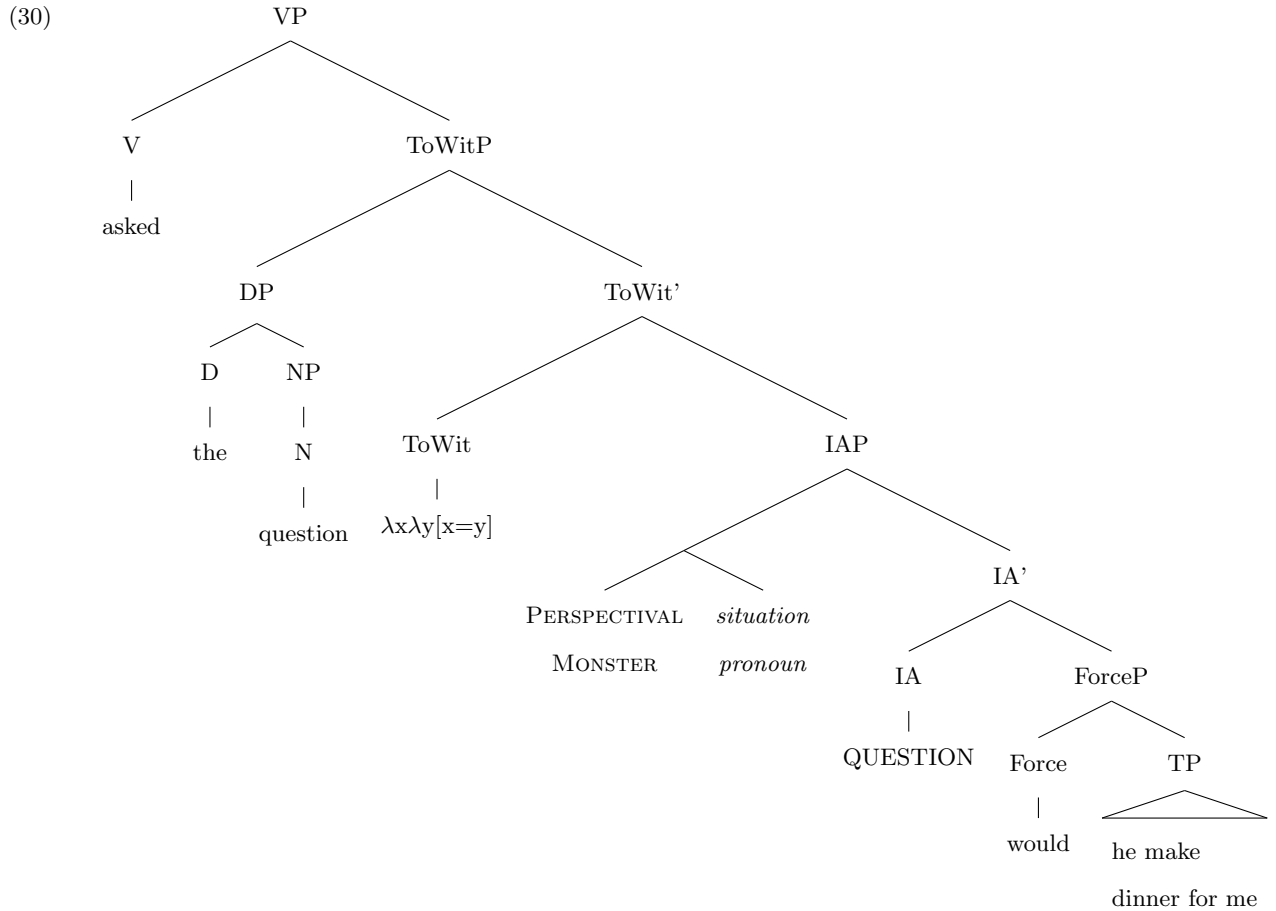 (30) VP
V ToWitP
asked
DP ToWit’
D NP
the N ToWit IAP
question λxλy[x=y]
IA’
PERSPECTIVAL situation
MONSTER pronoun
IA ForceP
QUESTION Force TP
would he make
dinner for me